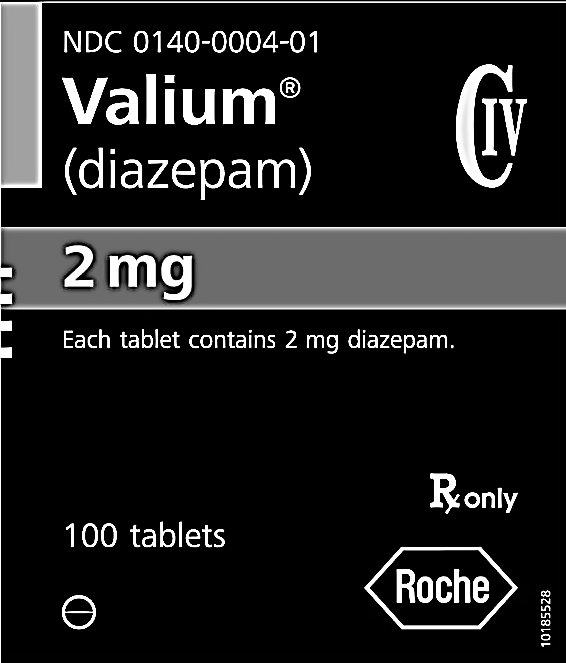 NDC 0140-0004-01
Valium®
(diazepam)
CIV
2 mg
Each tablet contains 2 mg diazepam.
Rx only
100 tablets
Roche
10185528